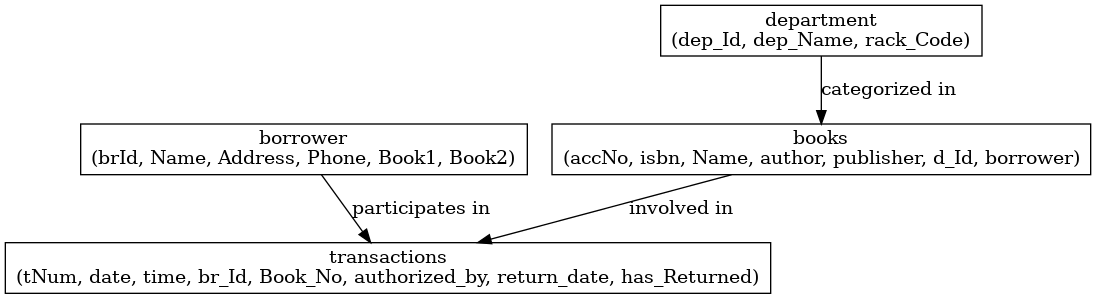 department
(dep_Id, dep_Name, rack_Code)
categorized in
borrower
(brId, Name, Address, Phone, Book1, Book2)
books
(accNo, isbn, Name, author, publisher, d_Id, borrower)
participates in
involved in
transactions
(tNum, date, time, br_Id, Book_No, authorized_by, return_date, has_Returned)